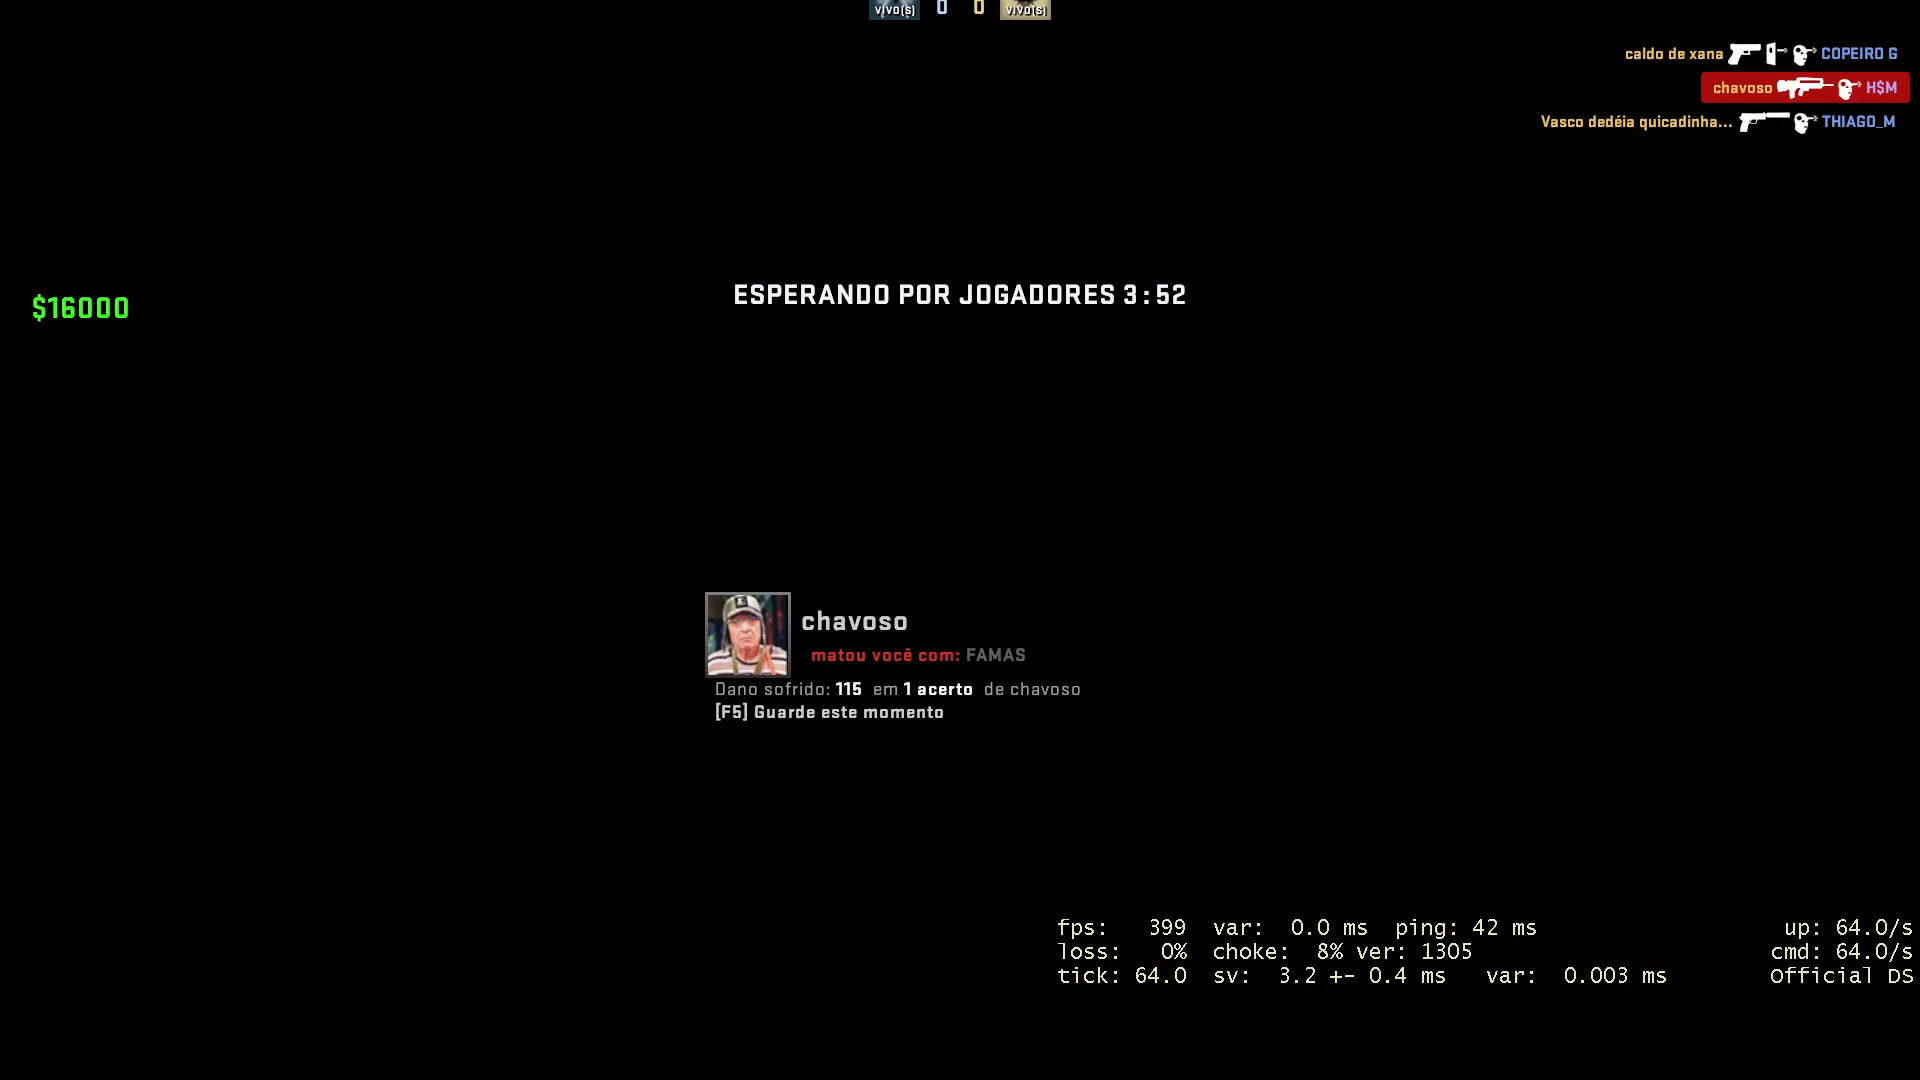 vivo(s) 0 0 vivo(s)
caldo de xana COPEIRO G
chavoso H$M
Vasco dedéia quicadinha... THIAGO_M
ESPERANDO POR JOGADORES 3:52
$16000
chavoso
matou você com: FAMAS
Dano sofrido: 115 em 1 acerto de chavoso
[F5] Guarde este momento
fps: 399 var: 0.0 ms ping: 42 ms up: 64.0/s
loss: 0% choke: 8% ver: 1305 cmd: 64.0/s
tick: 64.0 sv: 3.2 +- 0.4 ms var: 0.003 ms Official DS